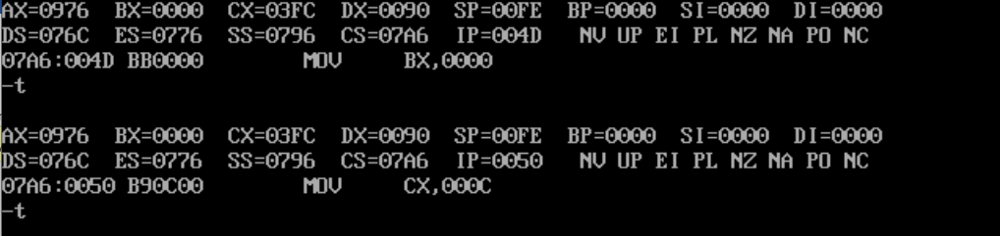 AX=0976  BX=0000  CX=03FC  DX=0090  SP=00FE  BP=0000  SI=0000  DI=0000
DS=076C  ES=0776  SS=0796  CS=07A6  IP=004D   NV UP EI PL NZ NA PO NC
07A6:004D BB0000        MOV     BX,0000
-t
AX=0976  BX=0000  CX=03FC  DX=0090  SP=00FE  BP=0000  SI=0000  DI=0000
DS=076C  ES=0776  SS=0796  CS=07A6  IP=0050   NV UP EI PL NZ NA PO NC
07A6:0050 B90C00        MOV     CX,000C
-t